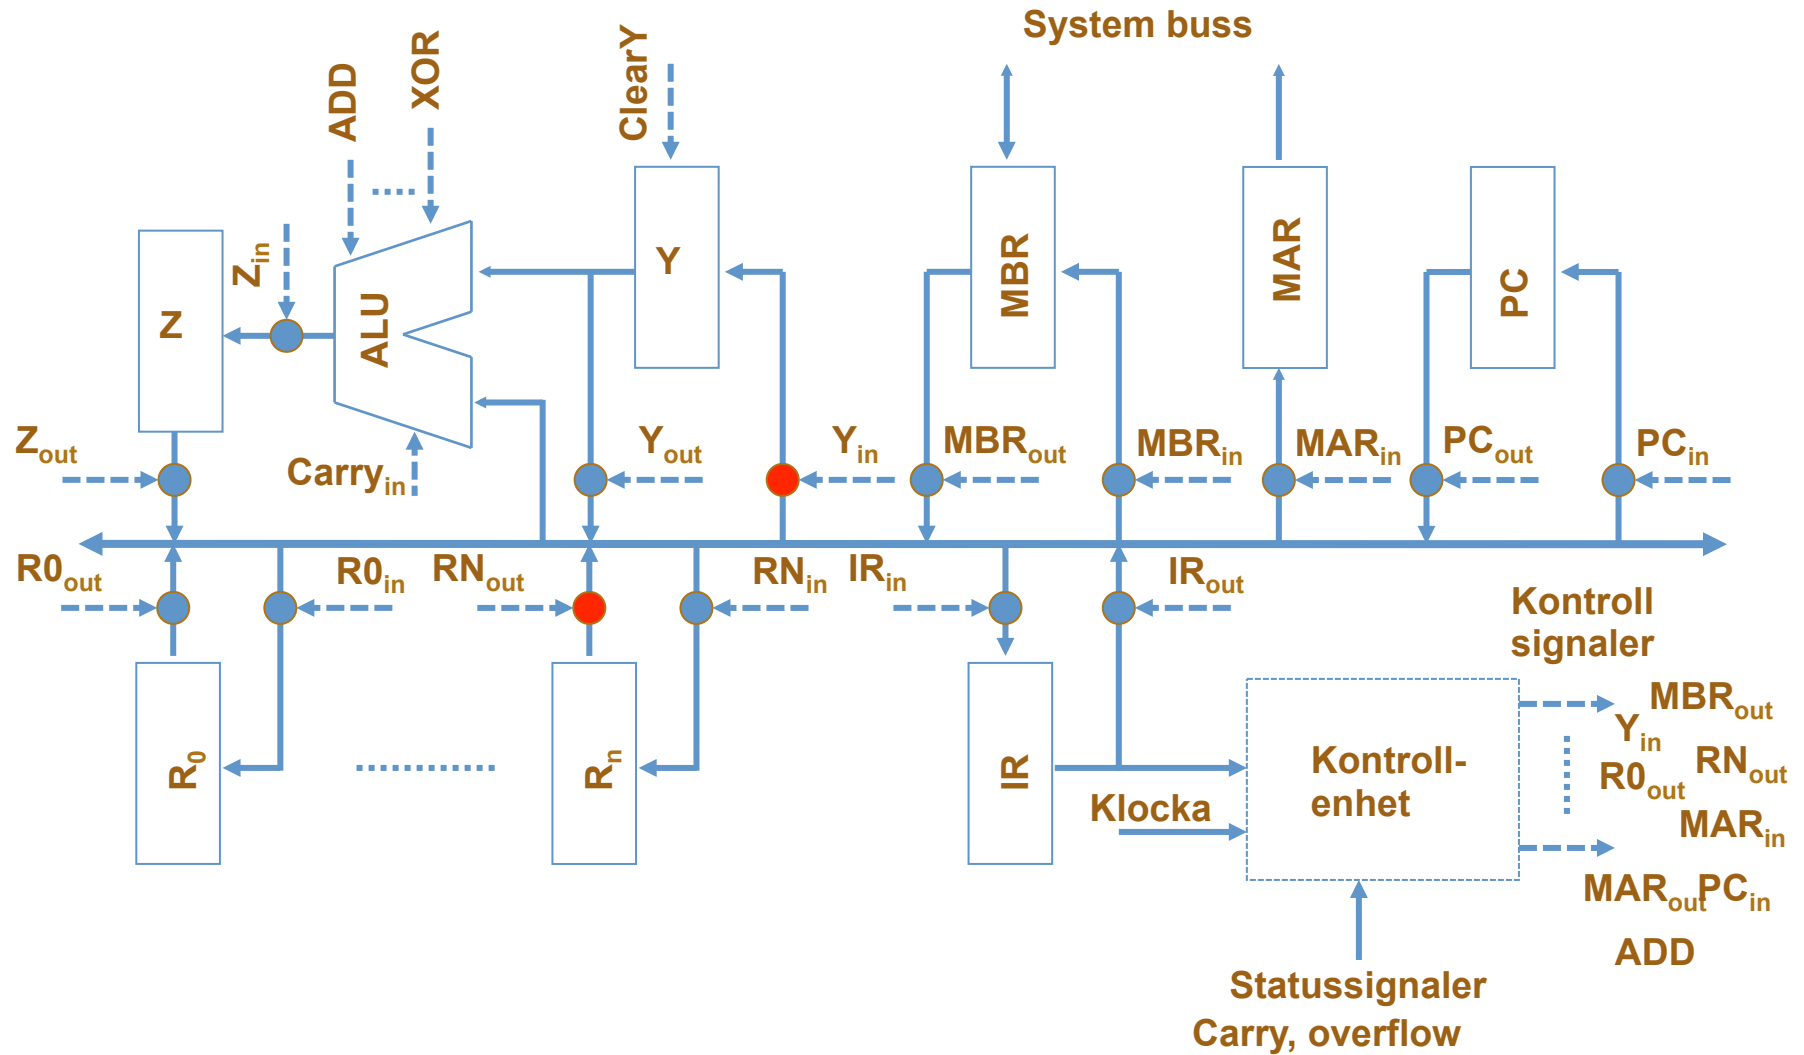 System buss
ADD
XOR
ClearY
Z
Zin
ALU
Y
MBR
MAR
PC
Zout
Carryin
Yout
Yin
MBRout
MBRin
MARin
PCout
PCin
R0out
R0in
RNout
RNin
IRin
IRout
R0
Rn
IR
Klocka
Kontroll-
enhet
Kontroll
signaler
MBRout
Yin
R0out
RNout
MARin
MARout
PCin
ADD
Statussignaler
Carry, overflow